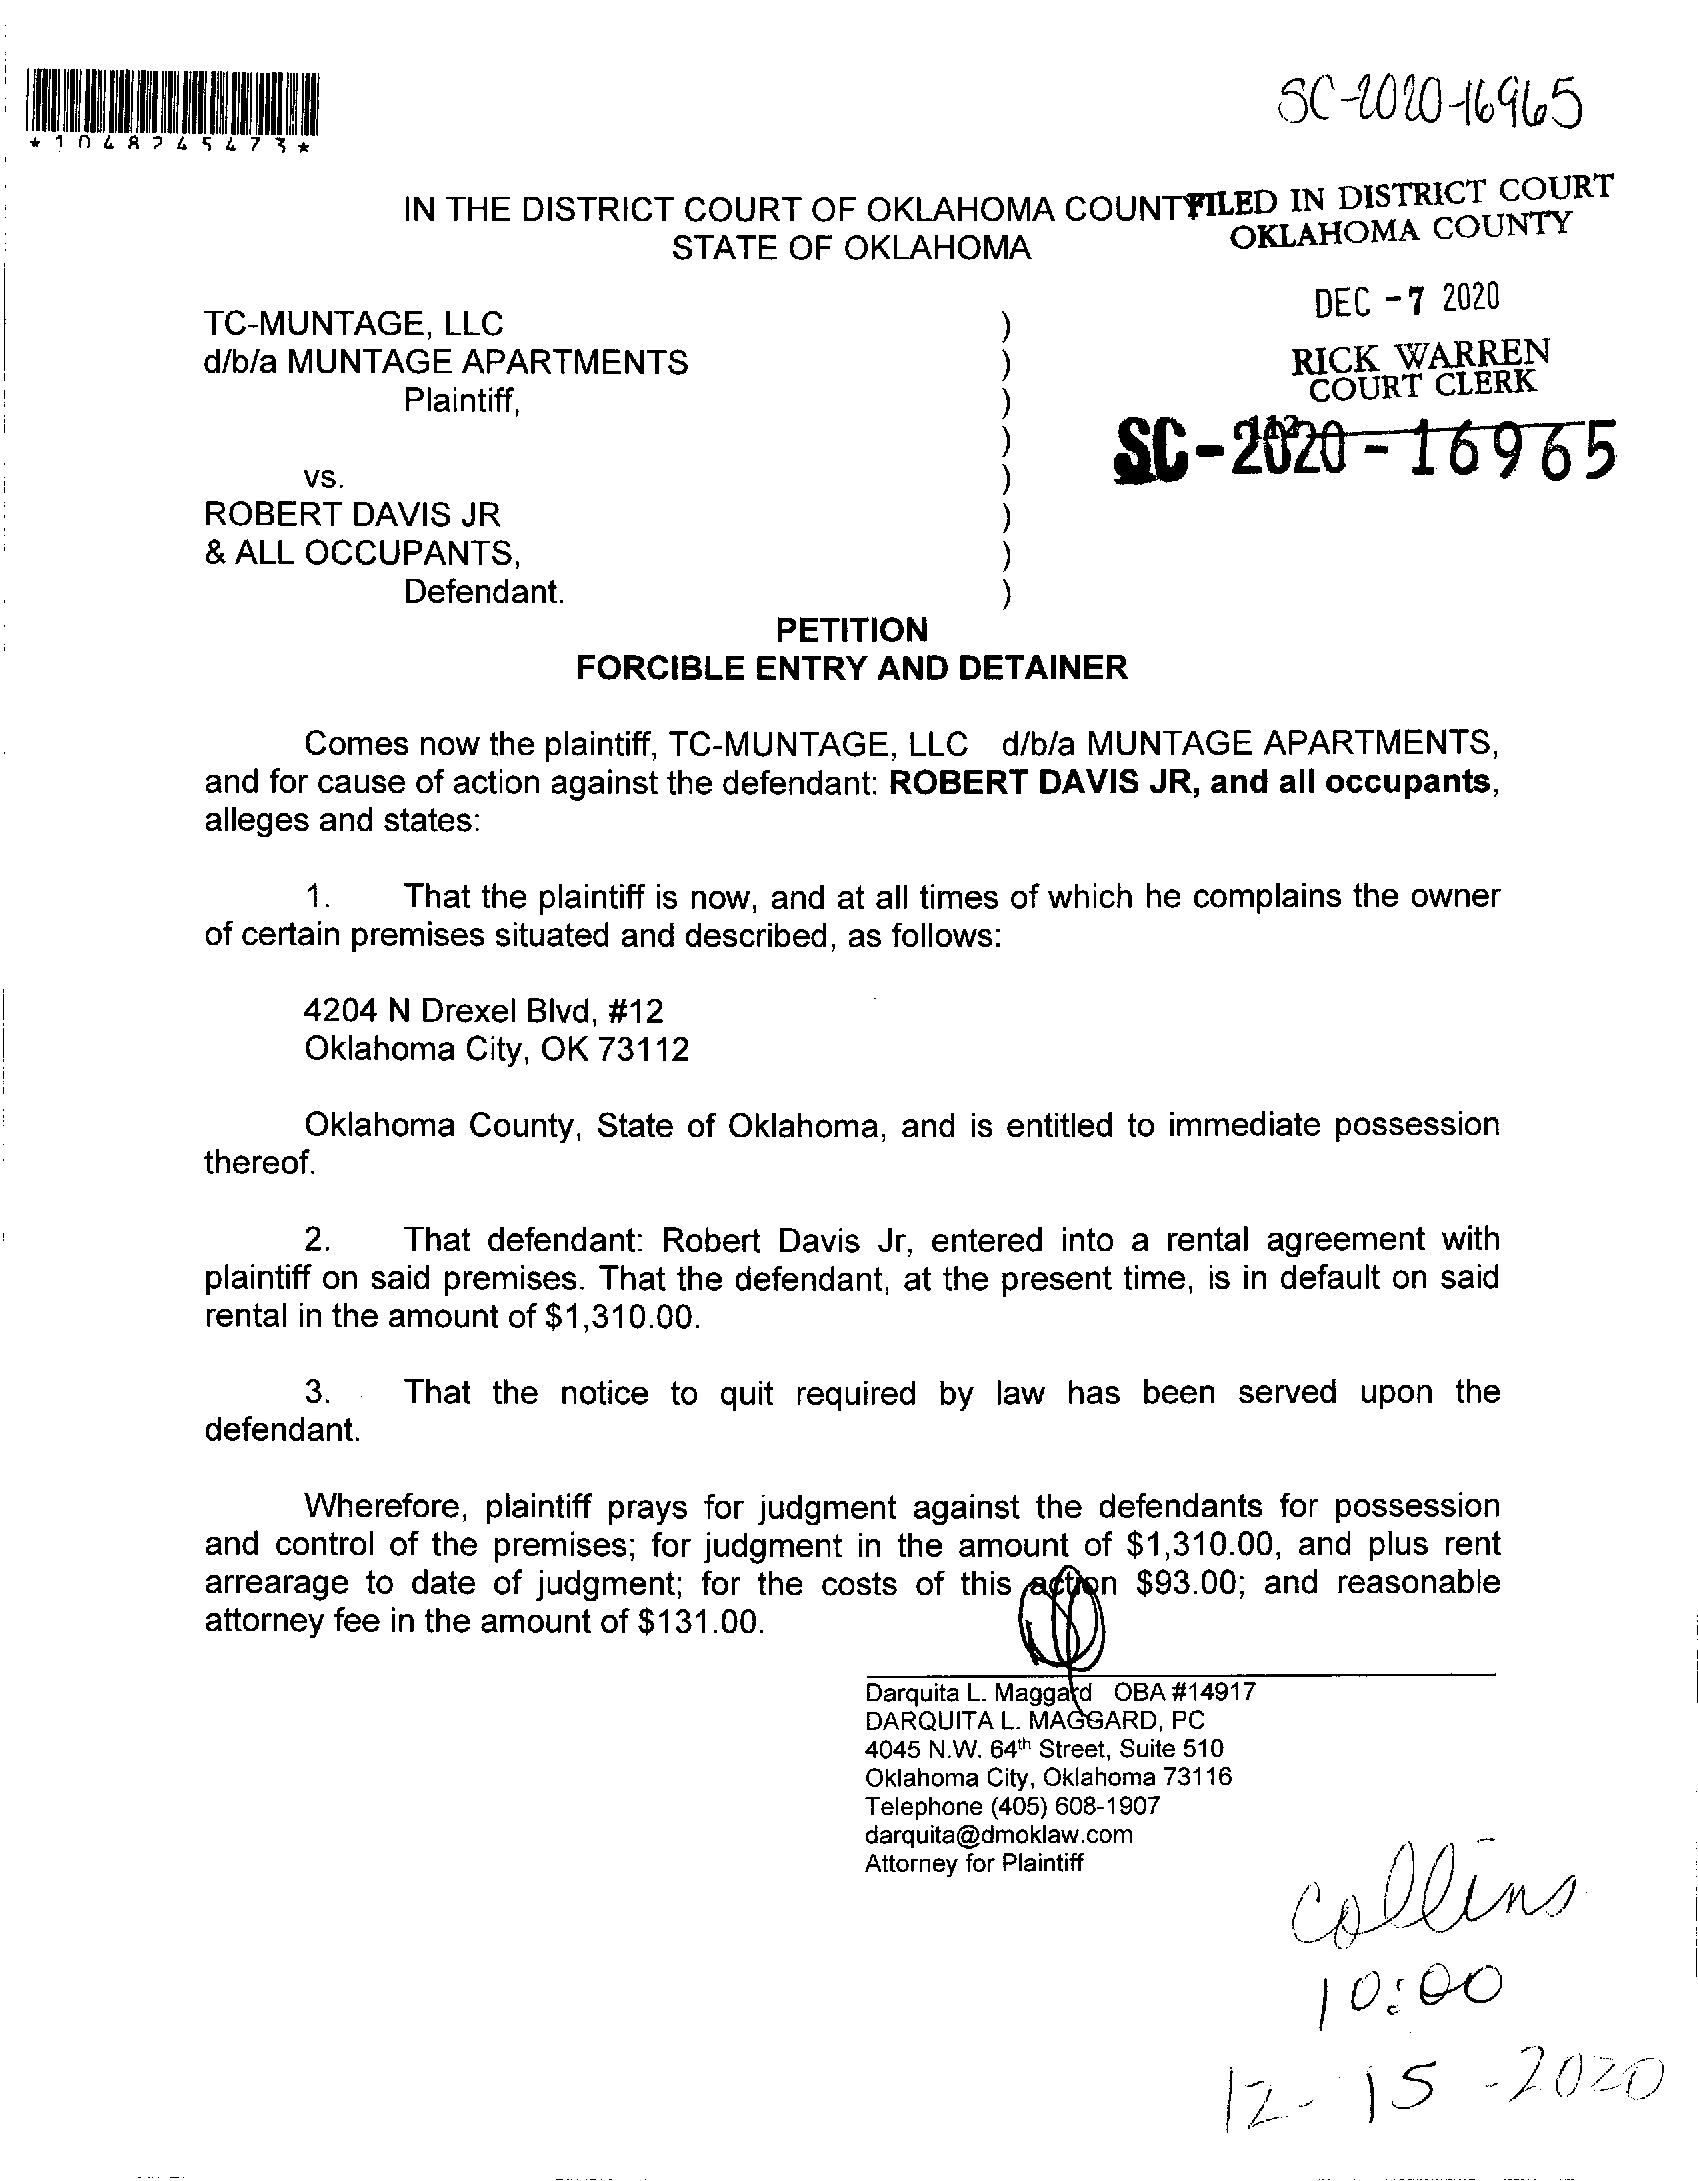 SC-2020-16965
*1048245473*
IN THE DISTRICT COURT OF OKLAHOMA COUNTY
STATE OF OKLAHOMA
FILED IN DISTRICT COURT
OKLAHOMA COUNTY
DEC -7 2020
RICK WARREN
COURT CLERK
SC-2020-16965
TC-MUNTAGE, LLC )
d/b/a MUNTAGE APARTMENTS )
Plaintiff, )
)
vs. )
ROBERT DAVIS JR )
& ALL OCCUPANTS, )
Defendant. )
PETITION
FORCIBLE ENTRY AND DETAINER
Comes now the plaintiff, TC-MUNTAGE, LLC d/b/a MUNTAGE APARTMENTS,
and for cause of action against the defendant: ROBERT DAVIS JR, and all occupants,
alleges and states:
1. That the plaintiff is now, and at all times of which he complains the owner
of certain premises situated and described, as follows:
4204 N Drexel Blvd, #12
Oklahoma City, OK 73112
Oklahoma County, State of Oklahoma, and is entitled to immediate possession
thereof.
2. That defendant: Robert Davis Jr, entered into a rental agreement with
plaintiff on said premises. That the defendant, at the present time, is in default on said
rental in the amount of $1,310.00.
3. That the notice to quit required by law has been served upon the
defendant.
Wherefore, plaintiff prays for judgment against the defendants for possession
and control of the premises; for judgment in the amount of $1,310.00, and plus rent
arrearage to date of judgment; for the costs of this action $93.00; and reasonable
attorney fee in the amount of $131.00.
Darquita L. Maggard OBA #14917
DARQUITA L. MAGGARD, PC
4045 N.W. 64th Street, Suite 510
Oklahoma City, Oklahoma 73116
Telephone (405) 608-1907
darquita@dmoklaw.com
Attorney for Plaintiff
Collins
10:00
12-15-2020